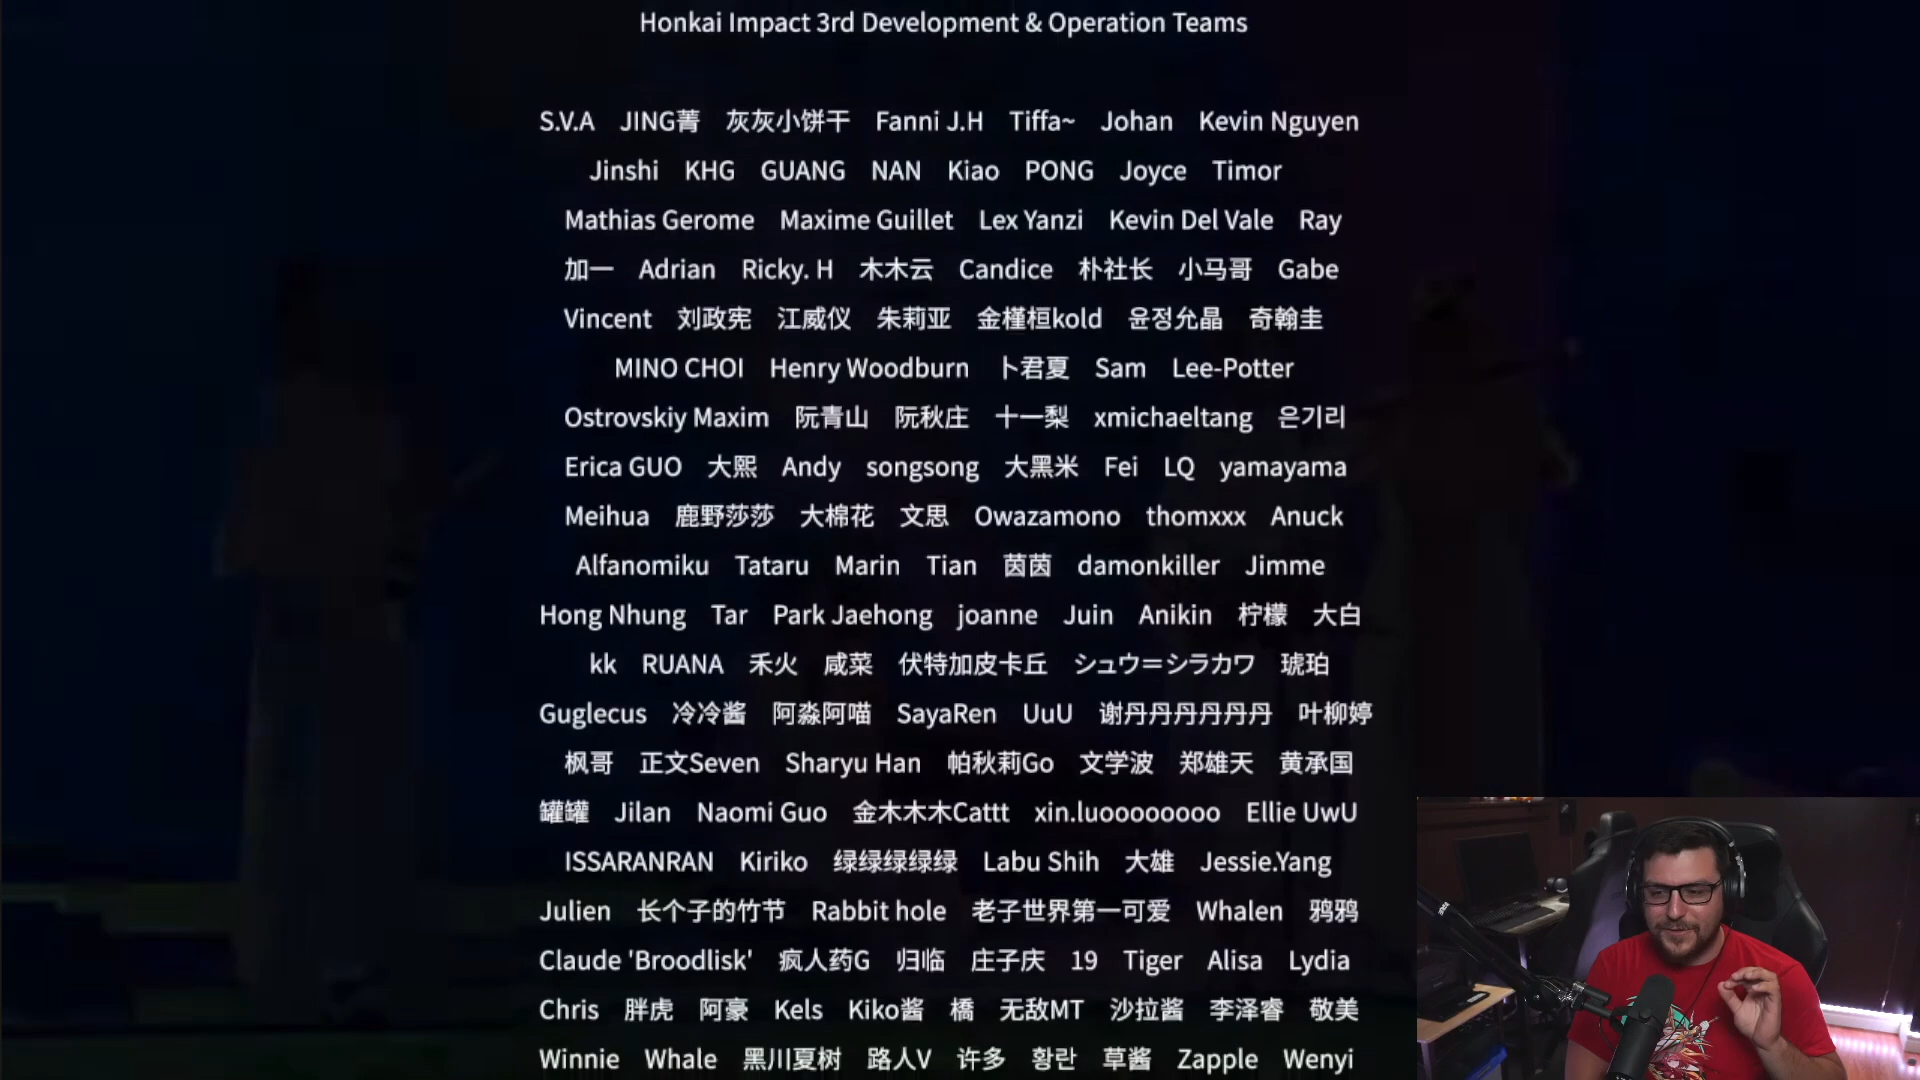 Honkai Impact 3rd Development & Operation Teams
S.V.A JING菁 灰灰小饼干 Fanni J.H Tiffa~ Johan Kevin Nguyen
Jinshi KHG GUANG NAN Kiao PONG Joyce Timor
Mathias Gerome Maxime Guillet Lex Yanzi Kevin Del Vale Ray
加一 Adrian Ricky. H 木木云 Candice 朴社长 小马哥 Gabe
Vincent 刘政宪 江威仪 朱莉亚 金槿桓kold 윤정允晶 奇翰圭
MINO CHOI Henry Woodburn 卜君夏 Sam Lee-Potter
Ostrovskiy Maxim 阮青山 阮秋庄 十一梨 xmichaeltang 은기리
Erica GUO 大熙 Andy songsong 大黑米 Fei LQ yamayama
Meihua 鹿野莎莎 大棉花 文思 Owazamono thomxxx Anuck
Alfanomiku Tataru Marin Tian 茵茵 damonkiller Jimme
Hong Nhung Tar Park Jaehong joanne Juin Anikin 柠檬 大白
kk RUANA 禾火 咸菜 伏特加皮卡丘 シュウ＝シラカワ 琥珀
Guglecus 冷冷酱 阿淼阿喵 SayaRen UuU 谢丹丹丹丹丹丹 叶柳婷
枫哥 正文Seven Sharyu Han 帕秋莉Go 文学波 郑雄天 黄承国
罐罐 Jilan Naomi Guo 金木木木Cattt xin.luoooooooo Ellie UwU
ISSARANRAN Kiriko 绿绿绿绿绿 Labu Shih 大雄 Jessie.Yang
Julien 长个子的竹节 Rabbit hole 老子世界第一可爱 Whalen 鸦鸦
Claude 'Broodlisk' 疯人药G 归临 庄子庆 19 Tiger Alisa Lydia
Chris 胖虎 阿豪 Kels Kiko酱 橋 无敌MT 沙拉酱 李泽睿 敬美
Winnie Whale 黑川夏树 路人V 许多 황란 草酱 Zapple Wenyi